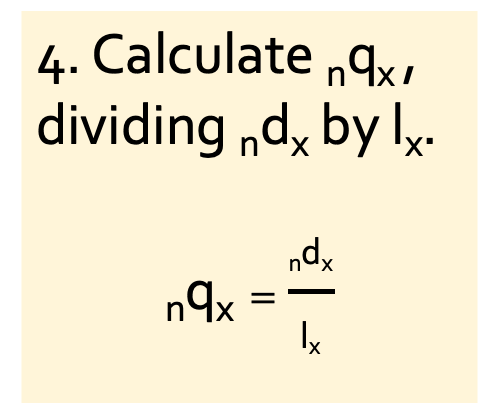 4. Calculate ₙqₓ,
dividing ₙdₓ by lₓ.
ₙqₓ = ₙdₓ / lₓ